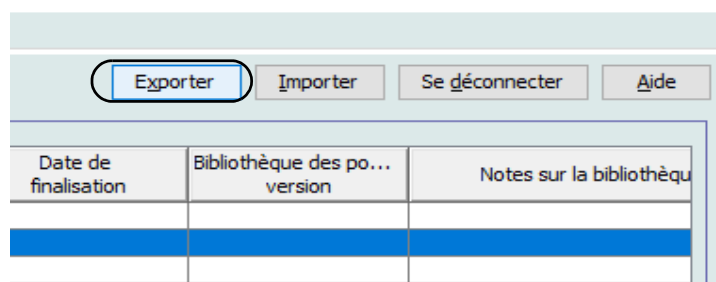 Exporter Importer Se déconnecter Aide
Date de
finalisation
Bibliothèque des po...
version
Notes sur la bibliothèqu